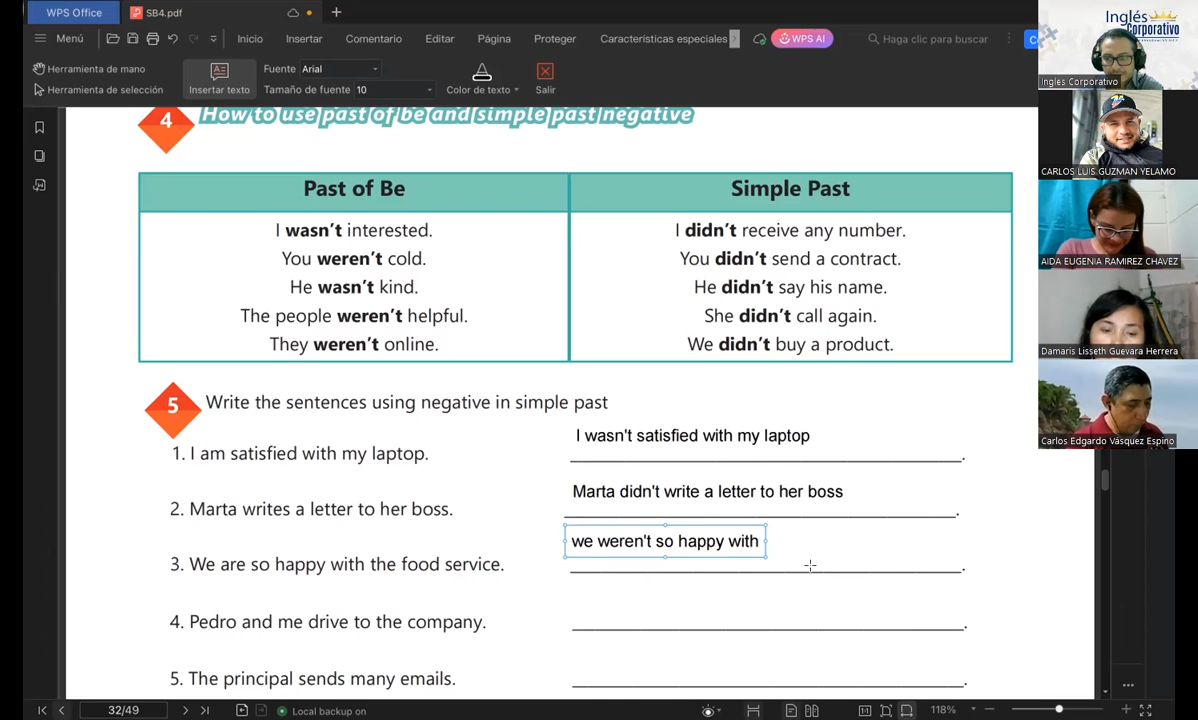 WPS Office
SB4.pdf
Menú
Inicio
Insertar
Comentario
Editar
Página
Proteger
Características especiales
WPS AI
Haga clic para buscar
Herramienta de mano
Herramienta de selección
Insertar texto
Fuente Arial
Tamaño de fuente 10
Color de texto
Salir
4 How to use past of be and simple past negative
Past of Be
Simple Past
I wasn't interested.
You weren't cold.
He wasn't kind.
The people weren't helpful.
They weren't online.
I didn't receive any number.
You didn't send a contract.
He didn't say his name.
She didn't call again.
We didn't buy a product.
5 Write the sentences using negative in simple past
1. I am satisfied with my laptop.
I wasn't satisfied with my laptop
2. Marta writes a letter to her boss.
Marta didn't write a letter to her boss
3. We are so happy with the food service.
we weren't so happy with
4. Pedro and me drive to the company.
5. The principal sends many emails.
32/49
Local backup on
118%
Inglés
Corporativo
Inglés Corporativo
CARLOS LUIS GUZMAN YELAMO
AIDA EUGENIA RAMIREZ CHAVEZ
Damaris Lisseth Guevara Herrera
Carlos Edgardo Vásquez Espino